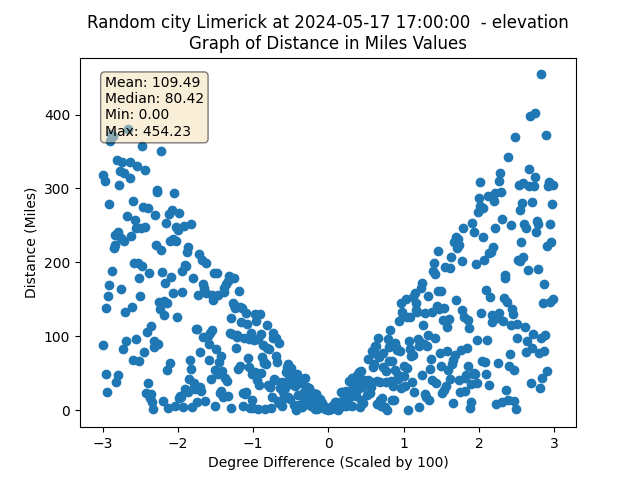 Random city Limerick at 2024-05-17 17:00:00  - elevation
Graph of Distance in Miles Values
Mean: 109.49
Median: 80.42
Min: 0.00
Max: 454.23
Distance (Miles)
400
300
200
100
0
−3 −2 −1 0 1 2 3
Degree Difference (Scaled by 100)